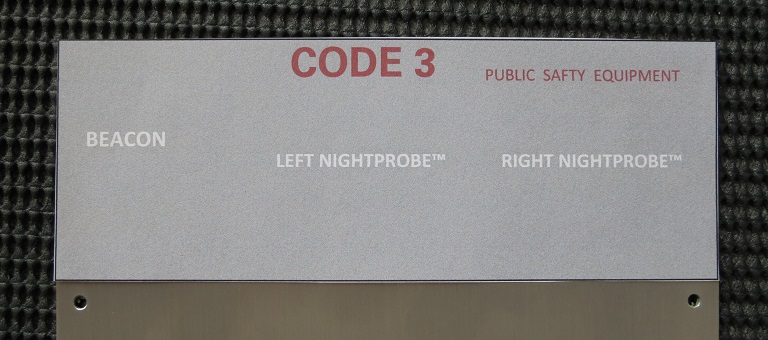 CODE 3
PUBLIC SAFTY EQUIPMENT
BEACON
LEFT NIGHTPROBE™
RIGHT NIGHTPROBE™